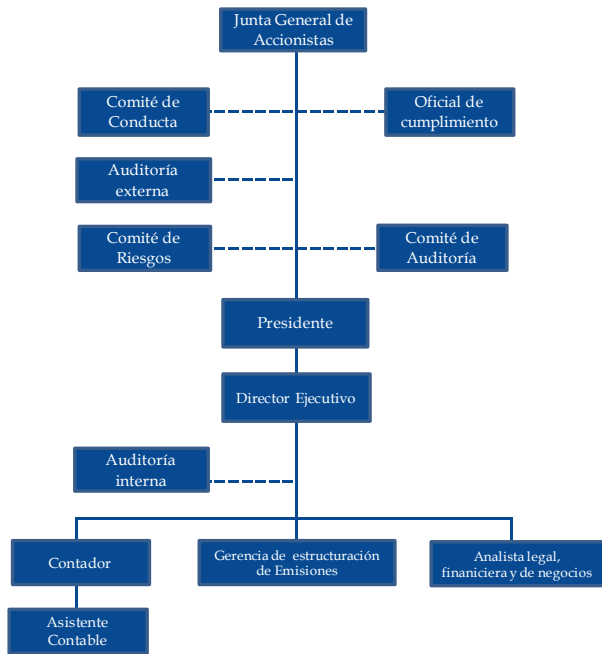 Junta General de
Accionistas
Comité de
Conducta
Oficial de
cumplimiento
Auditoría
externa
Comité de
Riesgos
Comité de
Auditoría
Presidente
Director Ejecutivo
Auditoría
interna
Contador
Gerencia de estructuración
de Emisiones
Analista legal,
finaniciera y de negocios
Asistente
Contable